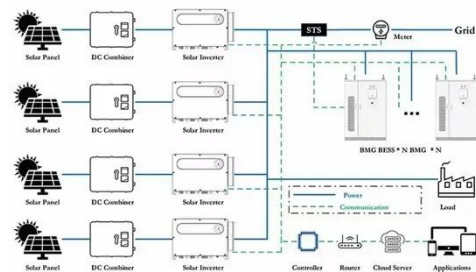 STS
Meter
Grid
Solar Panel DC Combiner Solar Inverter
Solar Panel DC Combiner Solar Inverter
BMG BESS * N BMG * N
Solar Panel DC Combiner Solar Inverter
Power
Communication
Load
Solar Panel DC Combiner Solar Inverter
Controller Router Cloud Server Applications